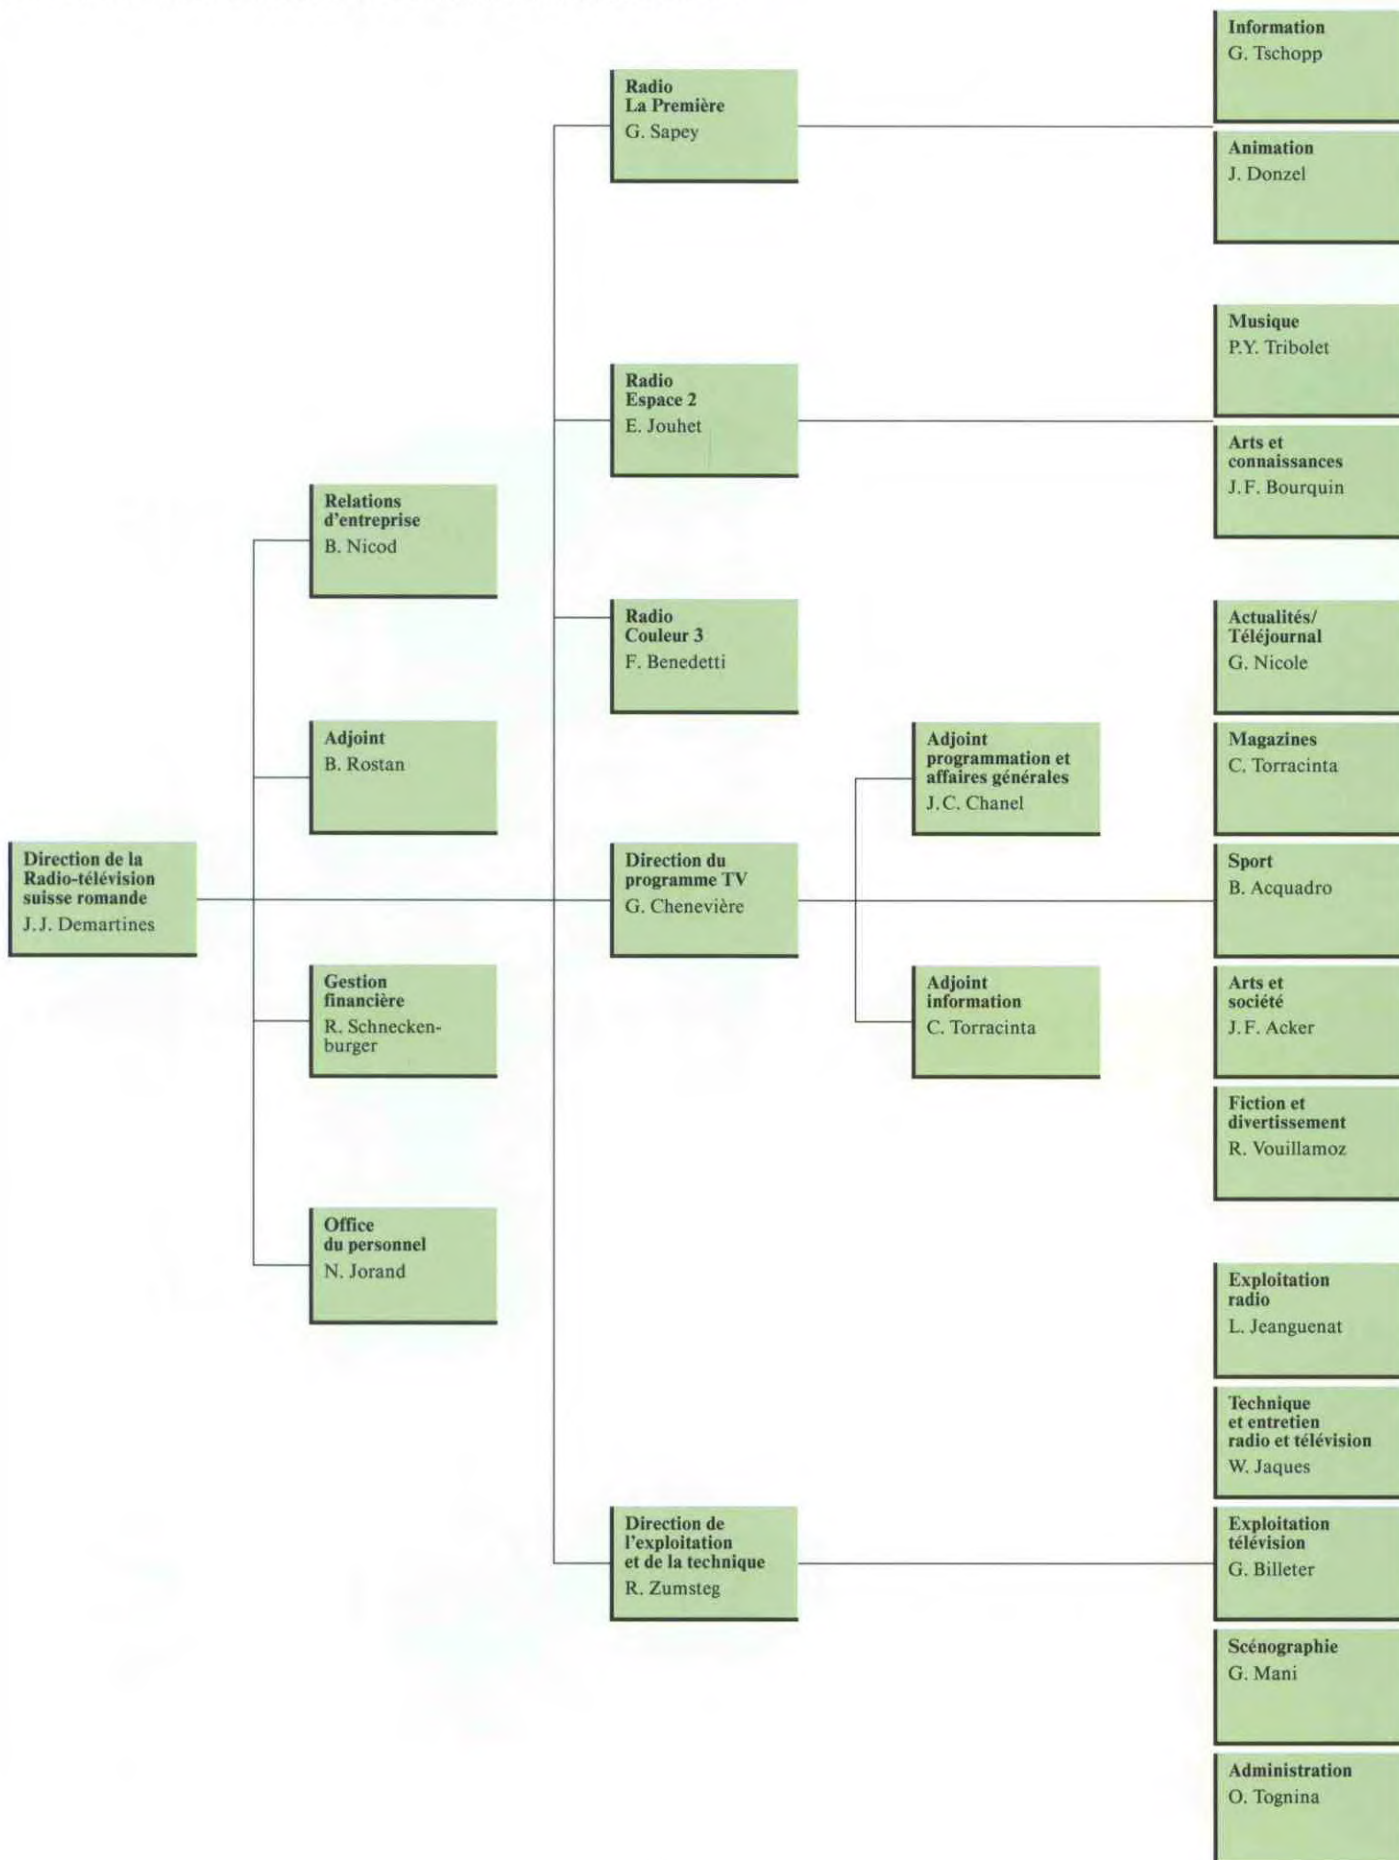 Direction de la
Radio-télévision
suisse romande
J.J. Demartines
Relations
d'entreprise
B. Nicod
Adjoint
B. Rostan
Gestion
financière
R. Schnecken-
burger
Office
du personnel
N. Jorand
Radio
La Première
G. Sapey
Radio
Espace 2
E. Jouhet
Radio
Couleur 3
F. Benedetti
Direction du
programme TV
G. Chenevière
Direction de
l'exploitation
et de la technique
R. Zumsteg
Adjoint
programmation et
affaires générales
J.C. Chanel
Adjoint
information
C. Torracinta
Information
G. Tschopp
Animation
J. Donzel
Musique
P.Y. Tribolet
Arts et
connaissances
J.F. Bourquin
Actualités/
Téléjournal
G. Nicole
Magazines
C. Torracinta
Sport
B. Acquadro
Arts et
société
J.F. Acker
Fiction et
divertissement
R. Vouillamoz
Exploitation
radio
L. Jeanguenat
Technique
et entretien
radio et télévision
W. Jaques
Exploitation
télévision
G. Billeter
Scénographie
G. Mani
Administration
O. Tognina